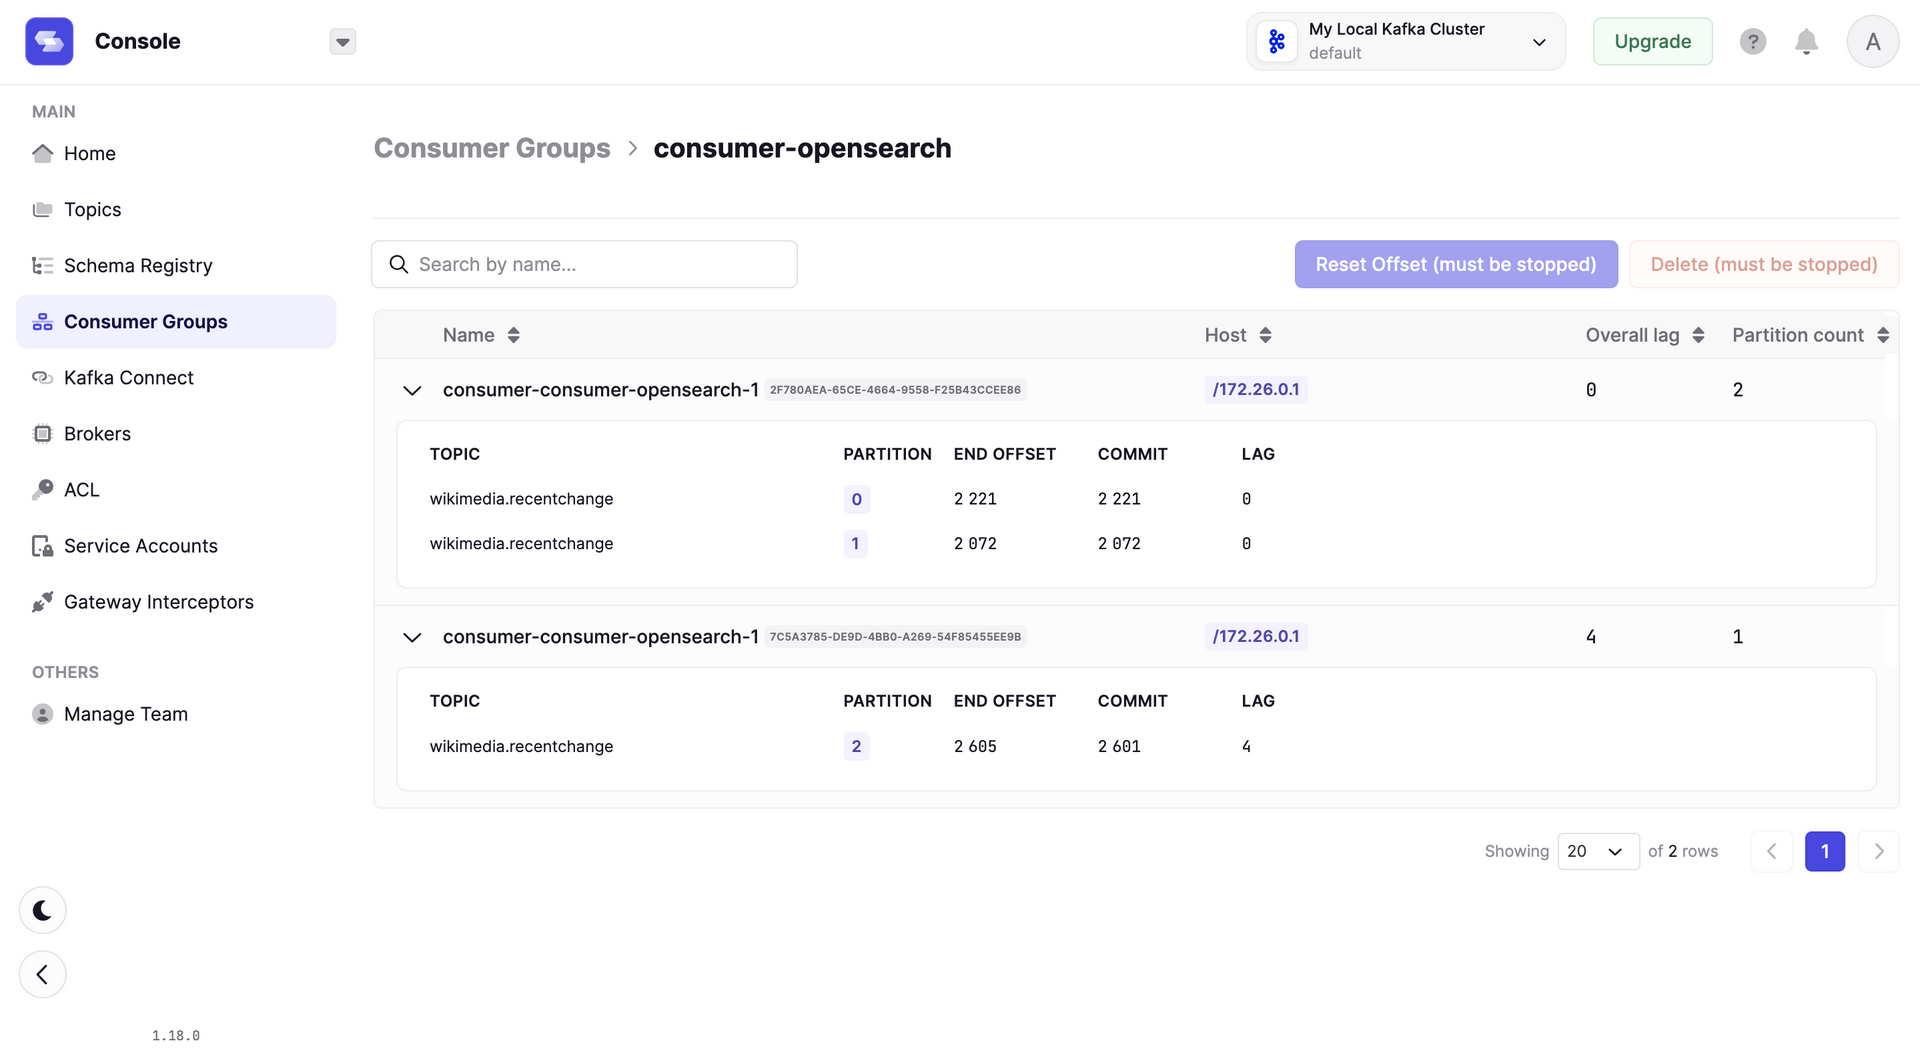 Console
My Local Kafka Cluster
default
Upgrade
?
A
MAIN
Home
Topics
Schema Registry
Consumer Groups
Kafka Connect
Brokers
ACL
Service Accounts
Gateway Interceptors
OTHERS
Manage Team
1.18.0
Consumer Groups > consumer-opensearch
Search by name...
Reset Offset (must be stopped)
Delete (must be stopped)
Name Host Overall lag Partition count
consumer-consumer-opensearch-1 2F780AEA-65CE-4664-9558-F25B43CCEE86 /172.26.0.1 0 2
TOPIC PARTITION END OFFSET COMMIT LAG
wikimedia.recentchange 0 2 221 2 221 0
wikimedia.recentchange 1 2 072 2 072 0
consumer-consumer-opensearch-1 7C5A3785-DE9D-4BB0-A269-54F85455EE9B /172.26.0.1 4 1
TOPIC PARTITION END OFFSET COMMIT LAG
wikimedia.recentchange 2 2 605 2 601 4
Showing 20 of 2 rows 1